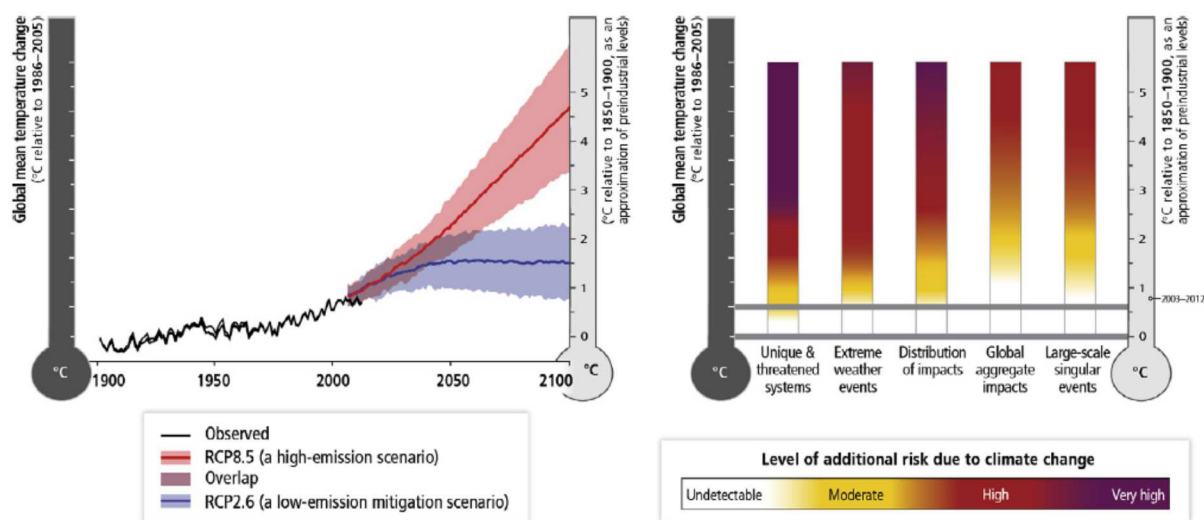 Global mean temperature change
(°C relative to 1986–2005)
(°C relative to 1850–1900, as an
approximation of preindustrial levels)
5
4
3
2
1
0
°C
°C
1900
1950
2000
2050
2100
Observed
RCP8.5 (a high-emission scenario)
Overlap
RCP2.6 (a low-emission mitigation scenario)
Global mean temperature change
(°C relative to 1986–2005)
(°C relative to 1850–1900, as an
approximation of preindustrial levels)
5
4
3
2
1
2003–2012
0
°C
°C
Unique &
threatened
systems
Extreme
weather
events
Distribution
of impacts
Global
aggregate
impacts
Large-scale
singular
events
Level of additional risk due to climate change
Undetectable
Moderate
High
Very high